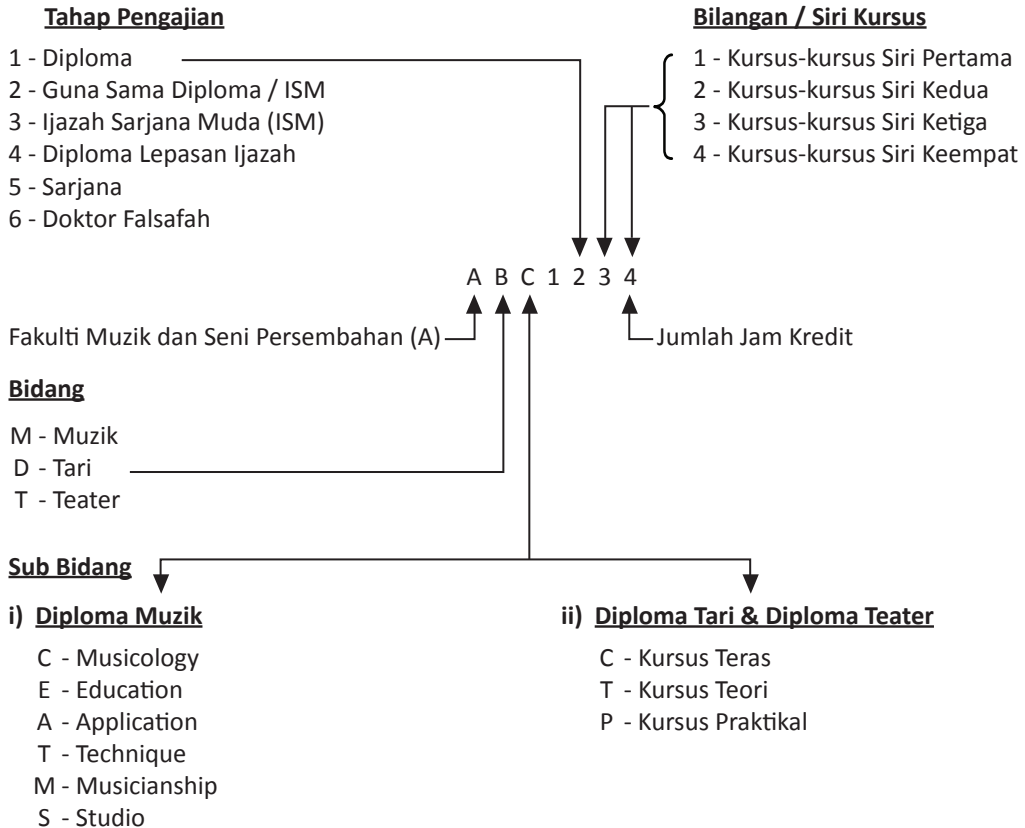 Tahap Pengajian
1 - Diploma
2 - Guna Sama Diploma / ISM
3 - Ijazah Sarjana Muda (ISM)
4 - Diploma Lepasan Ijazah
5 - Sarjana
6 - Doktor Falsafah
Bilangan / Siri Kursus
1 - Kursus-kursus Siri Pertama
2 - Kursus-kursus Siri Kedua
3 - Kursus-kursus Siri Ketiga
4 - Kursus-kursus Siri Keempat
A B C 1 2 3 4
Fakulti Muzik dan Seni Persembahan (A)
Jumlah Jam Kredit
Bidang
M - Muzik
D - Tari
T - Teater
Sub Bidang
i) Diploma Muzik
C - Musicology
E - Education
A - Application
T - Technique
M - Musicianship
S - Studio
ii) Diploma Tari & Diploma Teater
C - Kursus Teras
T - Kursus Teori
P - Kursus Praktikal